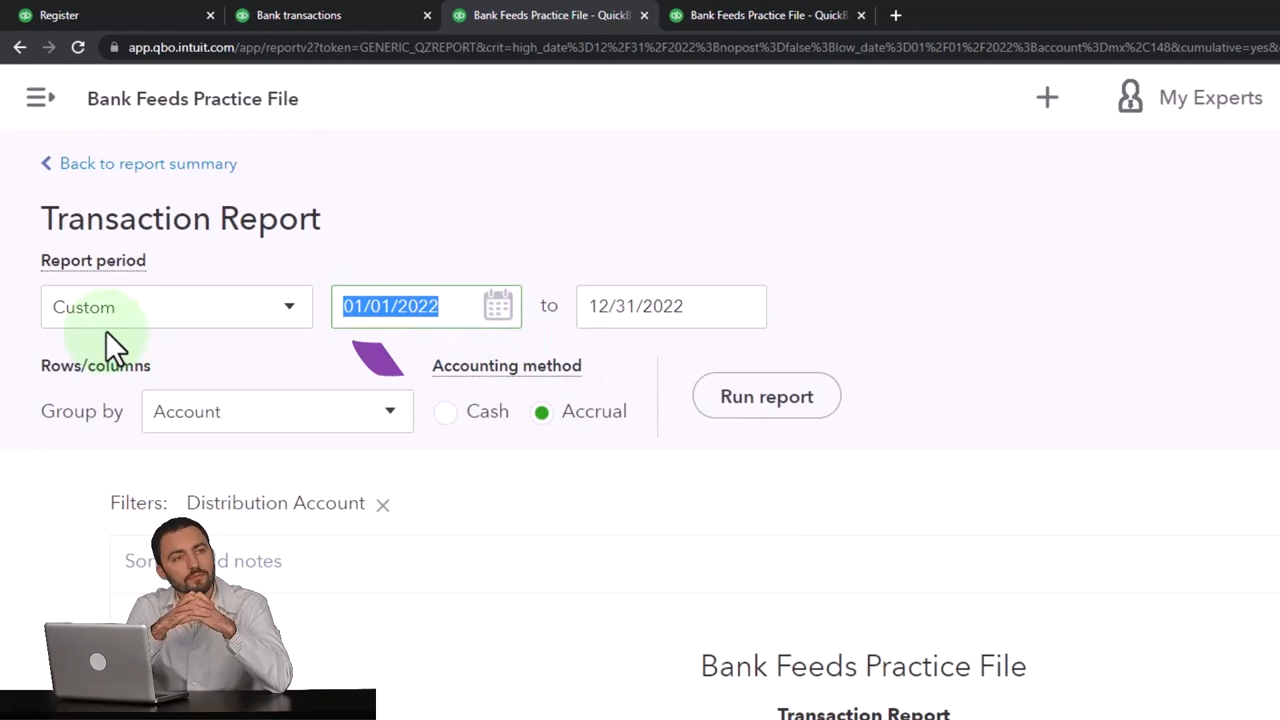 Register
Bank transactions
Bank Feeds Practice File - QuickB
Bank Feeds Practice File - QuickB
app.qbo.intuit.com/app/reportv2?token=GENERIC_QZREPORT&crit=high_date%3D12%2F31%2F2022%3Bnopost%3Dfalse%3Blow_date%3D01%2F01%2F2022%3Baccount%3Dmx%2C148&cumulative=yes&
Bank Feeds Practice File
My Experts
Back to report summary
Transaction Report
Report period
Custom
01/01/2022
to
12/31/2022
Rows/columns
Accounting method
Group by
Account
Cash
Accrual
Run report
Filters: Distribution Account
notes
Bank Feeds Practice File
Transaction Report